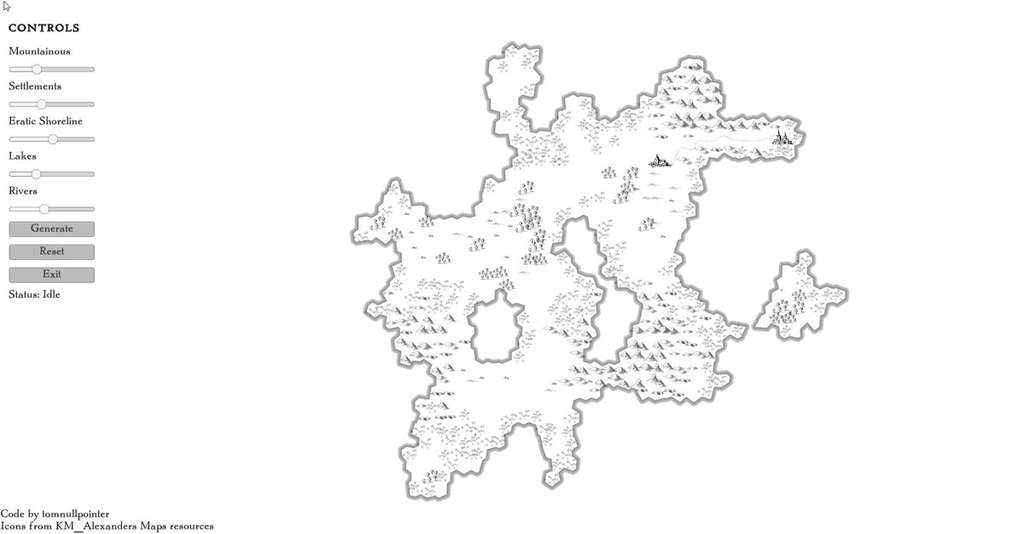 CONTROLS
Mountainous
Settlements
Eratic Shoreline
Lakes
Rivers
Generate
Reset
Exit
Status: Idle
Code by tomnullpointer
Icons from KM_Alexanders Maps resources